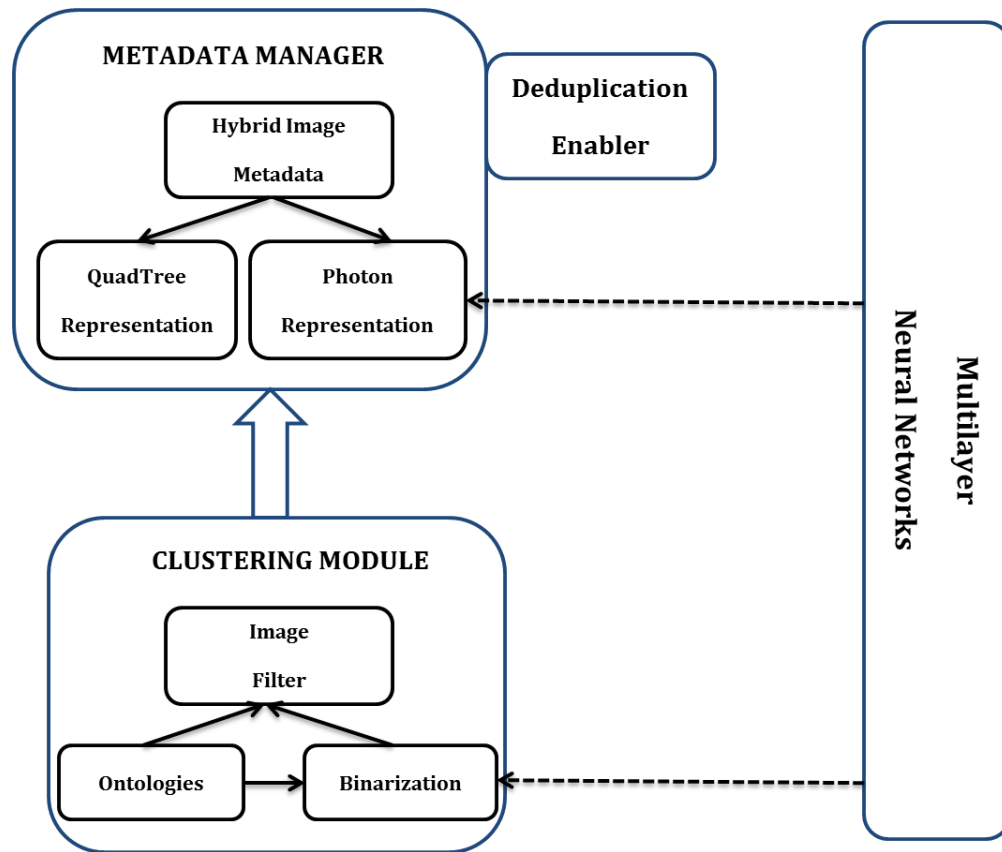 METADATA MANAGER
Hybrid Image
Metadata
QuadTree
Representation
Photon
Representation
Deduplication
Enabler
Multilayer
Neural Networks
CLUSTERING MODULE
Image
Filter
Ontologies
Binarization